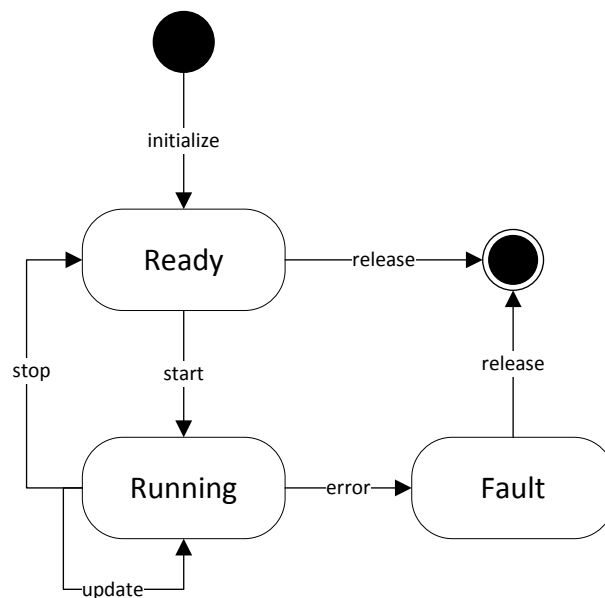 initialize
Ready
release
stop
start
release
Running
error
Fault
update